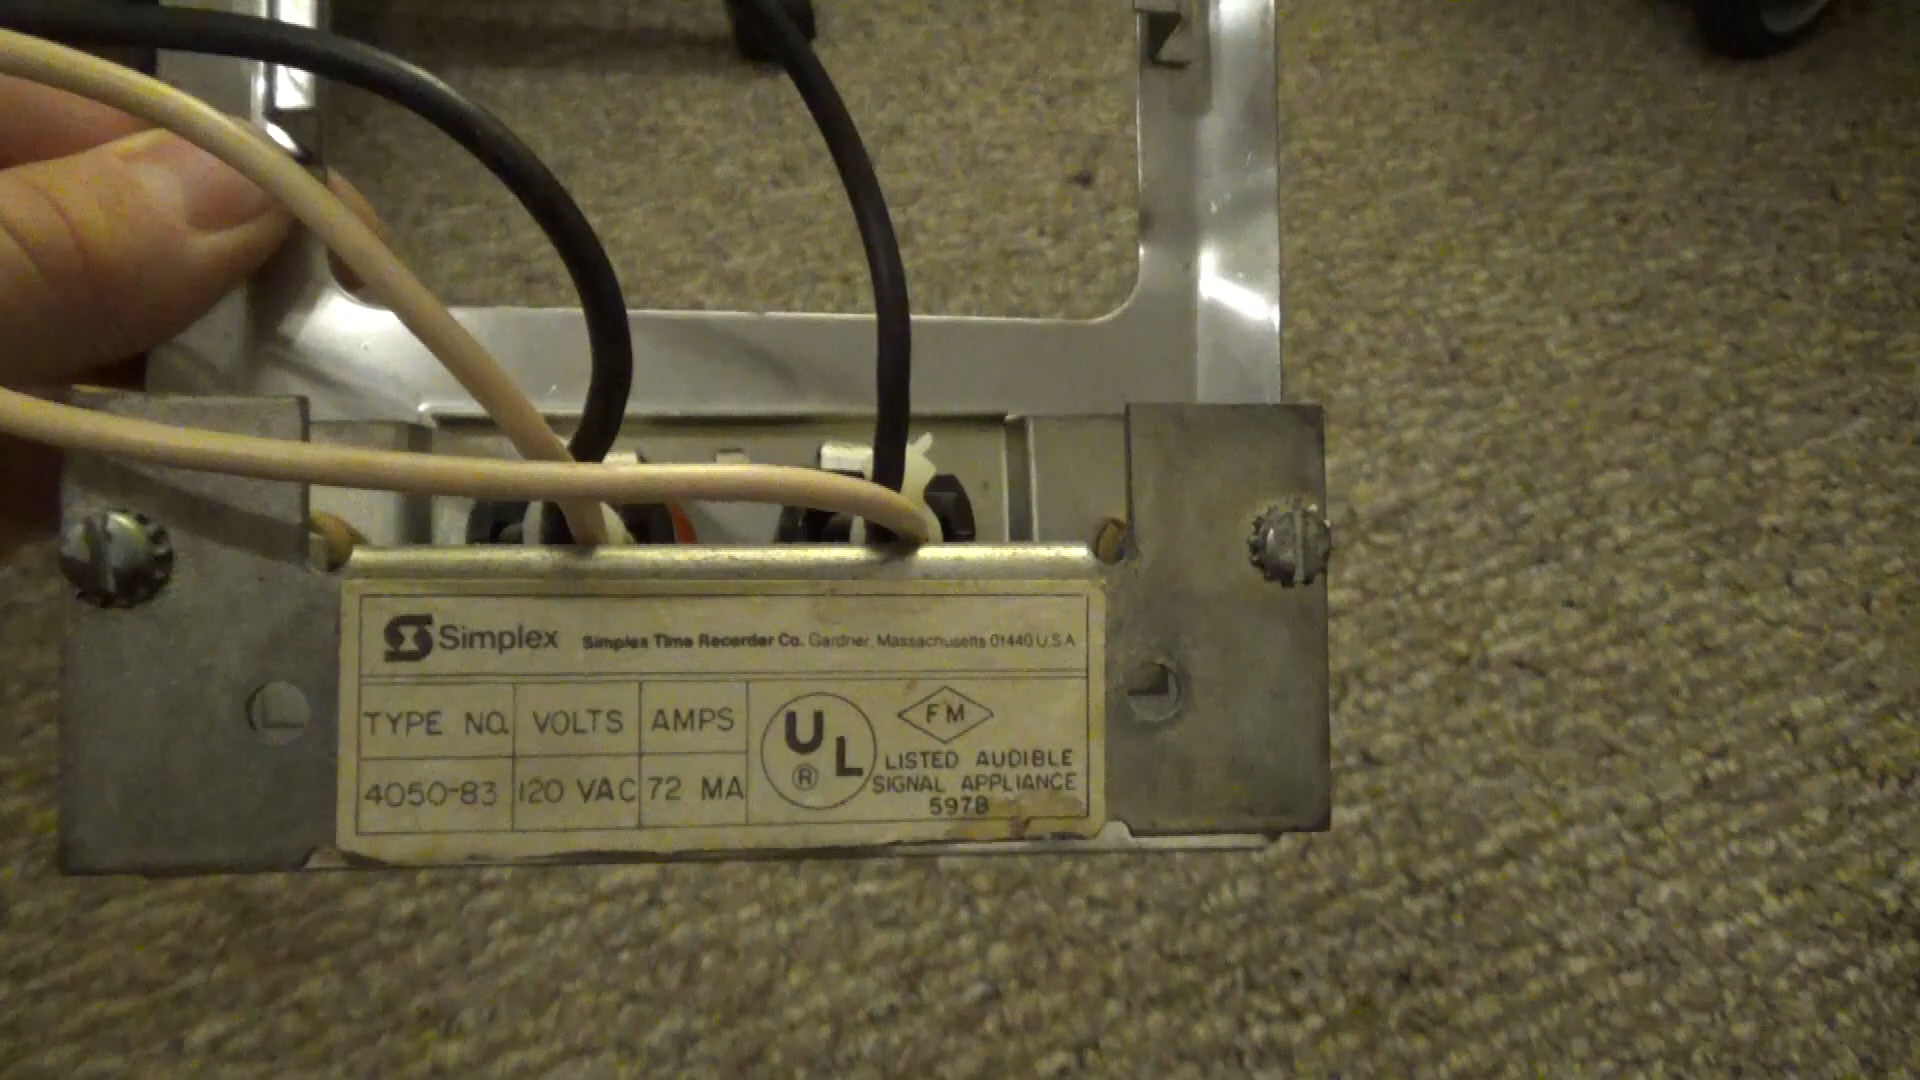 Simplex Simplex Time Recorder Co. Gardner, Massachusetts 01440 U.S.A.
TYPE NO. VOLTS AMPS
4050-83 120 VAC 72 MA
UL ®
FM
LISTED AUDIBLE
SIGNAL APPLIANCE
597B